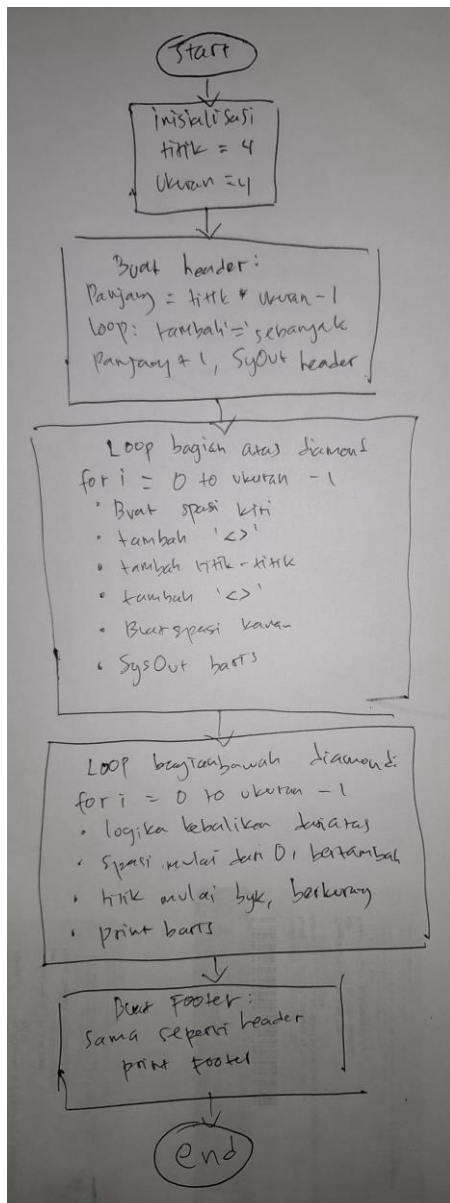 Start
inisialisasi
titik = 4
Ukuran = 4
Buat header:
Panjang = titik * ukuran - 1
loop: tambah '=' sebanyak
Panjang + 1, SyOut header
Loop bagian atas diamond
for i = 0 to ukuran - 1
• Buat spasi kiri
• tambah '<>'
• tambah titik-titik
• tambah '<>'
• Buat spasi kanan
• SysOut baris
Loop bagian bawah diamond:
for i = 0 to ukuran - 1
• logika kebalikan dari atas
• spasi mulai dari 0, bertambah
• titik mulai byk, berkurang
• print baris
Buat Footer:
Sama seperti header
print Footer
end